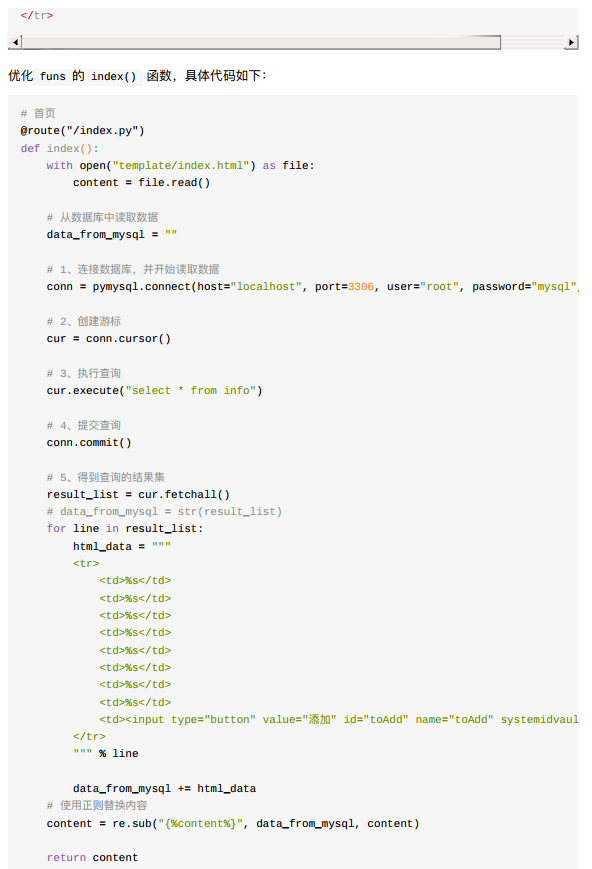 </tr>
优化 funs 的 index() 函数，具体代码如下：
# 首页
@route("/index.py")
def index():
    with open("template/index.html") as file:
        content = file.read()
    # 从数据库中读取数据
    data_from_mysql = ""
    # 1、连接数据库，并开始读取数据
    conn = pymysql.connect(host="localhost", port=3306, user="root", password="mysql",
    # 2、创建游标
    cur = conn.cursor()
    # 3、执行查询
    cur.execute("select * from info")
    # 4、提交查询
    conn.commit()
    # 5、得到查询的结果集
    result_list = cur.fetchall()
    # data_from_mysql = str(result_list)
    for line in result_list:
        html_data = """
        <tr>
            <td>%s</td>
            <td>%s</td>
            <td>%s</td>
            <td>%s</td>
            <td>%s</td>
            <td>%s</td>
            <td>%s</td>
            <td>%s</td>
            <td><input type="button" value="添加" id="toAdd" name="toAdd" systemidvaul
        </tr>
        """ % line
        data_from_mysql += html_data
    # 使用正则替换内容
    content = re.sub("{%content%}", data_from_mysql, content)
    return content